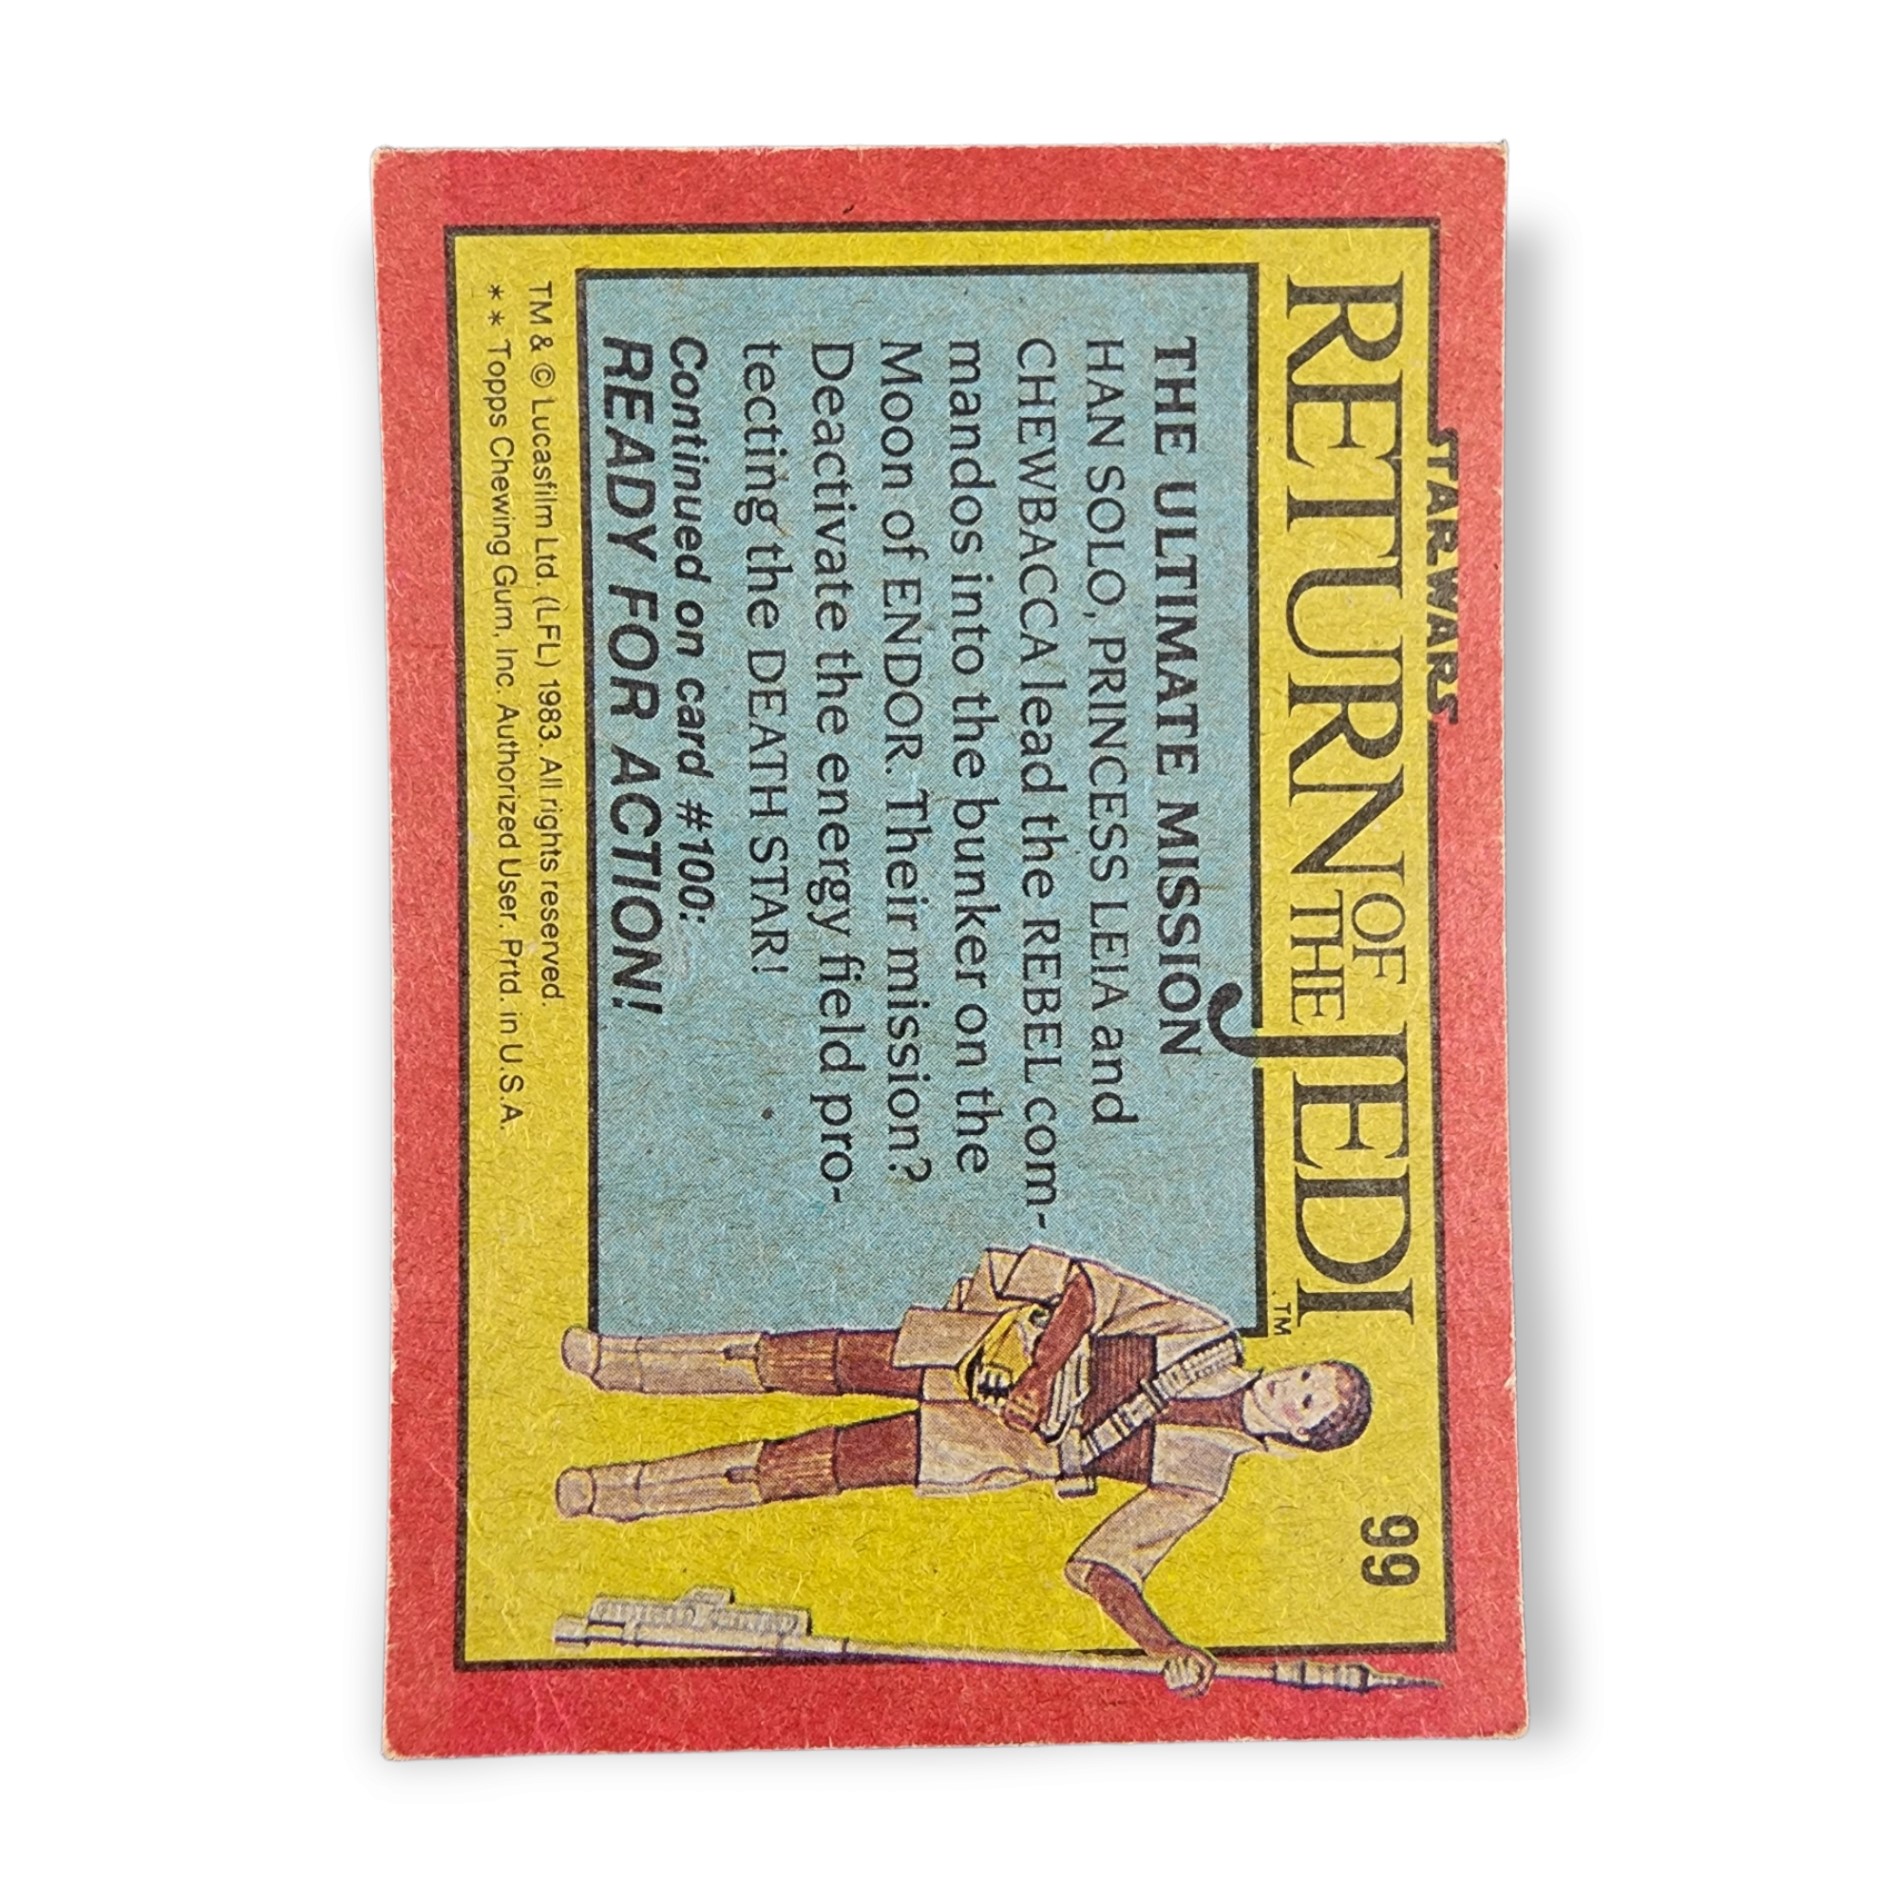 STAR WARS
RETURN OF THE JEDI TM
99
THE ULTIMATE MISSION
HAN SOLO, PRINCESS LEIA and
CHEWBACCA lead the REBEL com-
mandos into the bunker on the
Moon of ENDOR. Their mission?
Deactivate the energy field pro-
tecting the DEATH STAR!
Continued on card #100:
READY FOR ACTION!
TM & © Lucasfilm Ltd. (LFL) 1983. All rights reserved.
** Topps Chewing Gum, Inc. Authorized User. Prtd. in U.S.A.